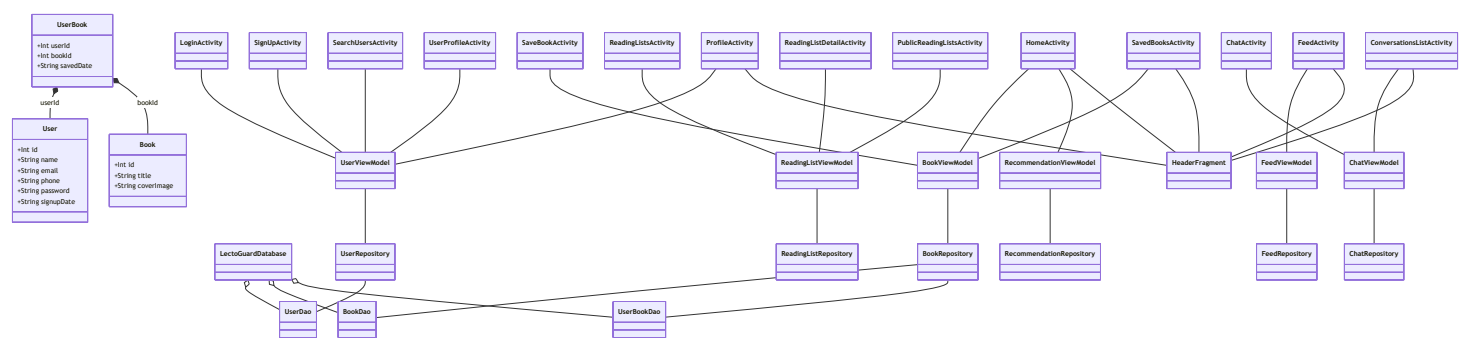 UserBook
+Int userId
+Int bookId
+String savedDate
userId
bookId
User
+Int id
+String name
+String email
+String phone
+String password
+String signupDate
Book
+Int id
+String title
+String coverImage
LoginActivity
SignUpActivity
SearchUsersActivity
UserProfileActivity
SaveBookActivity
ReadingListsActivity
ProfileActivity
ReadingListDetailActivity
PublicReadingListsActivity
HomeActivity
SavedBooksActivity
ChatActivity
FeedActivity
ConversationsListActivity
UserViewModel
ReadingListViewModel
BookViewModel
RecommendationViewModel
HeaderFragment
FeedViewModel
ChatViewModel
LectoGuardDatabase
UserRepository
ReadingListRepository
BookRepository
RecommendationRepository
FeedRepository
ChatRepository
UserDao
BookDao
UserBookDao